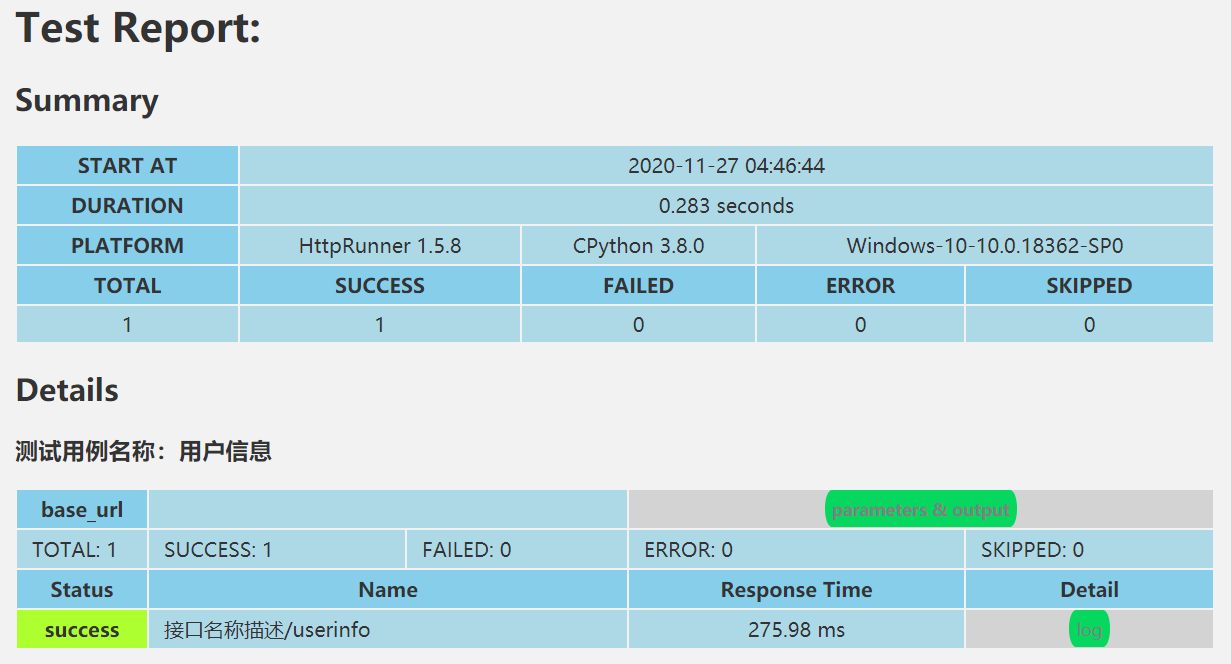 Test Report:
Summary
START AT 2020-11-27 04:46:44
DURATION 0.283 seconds
PLATFORM HttpRunner 1.5.8 CPython 3.8.0 Windows-10-10.0.18362-SP0
TOTAL SUCCESS FAILED ERROR SKIPPED
1 1 0 0 0
Details
测试用例名称：用户信息
base_url parameters & output
TOTAL: 1 SUCCESS: 1 FAILED: 0 ERROR: 0 SKIPPED: 0
Status Name Response Time Detail
success 接口名称描述/userinfo 275.98 ms log